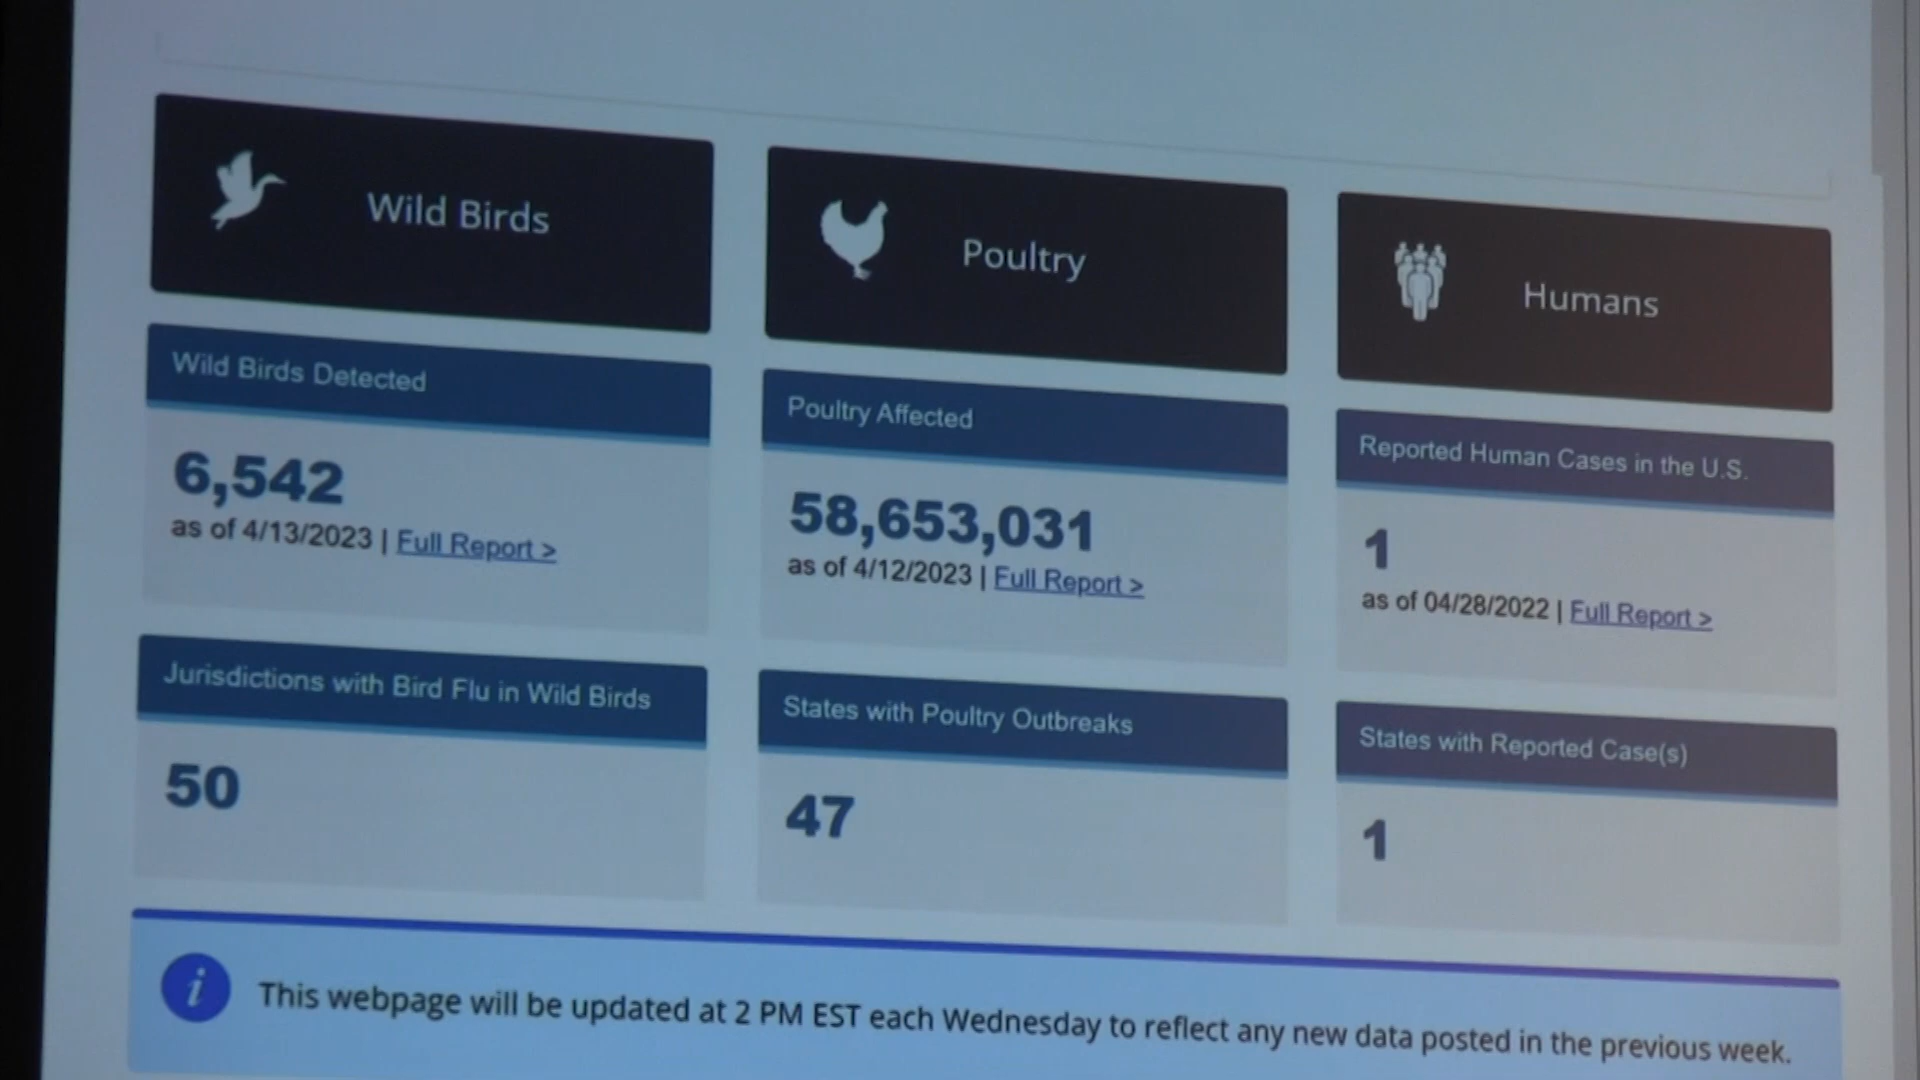 Wild Birds
Wild Birds Detected
6,542
as of 4/13/2023 | Full Report >
Jurisdictions with Bird Flu in Wild Birds
50
Poultry
Poultry Affected
58,653,031
as of 4/12/2023 | Full Report >
States with Poultry Outbreaks
47
Humans
Reported Human Cases in the U.S.
1
as of 04/28/2022 | Full Report >
States with Reported Case(s)
1
i
This webpage will be updated at 2 PM EST each Wednesday to reflect any new data posted in the previous week.